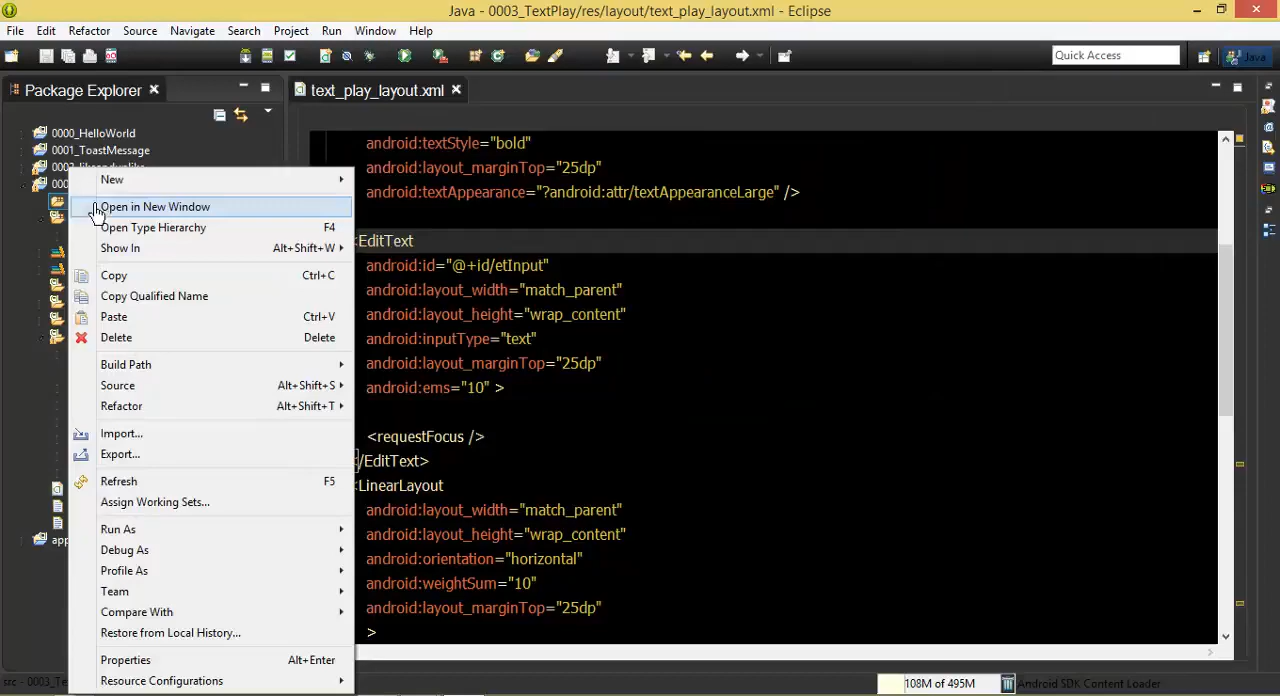 Java - 0003_TextPlay/res/layout/text_play_layout.xml - Eclipse
File Edit Refactor Source Navigate Search Project Run Window Help
Quick Access
Java
Package Explorer
text_play_layout.xml
0000_HelloWorld
0001_ToastMessage
New
Open in New Window
Open Type Hierarchy F4
Show In Alt+Shift+W
Copy Ctrl+C
Copy Qualified Name
Paste Ctrl+V
Delete Delete
Build Path
Source Alt+Shift+S
Refactor Alt+Shift+T
Import...
Export...
Refresh F5
Assign Working Sets...
Run As
Debug As
Profile As
Team
Compare With
Restore from Local History...
Properties Alt+Enter
Resource Configurations
app
android:textStyle="bold"
android:layout_marginTop="25dp"
android:textAppearance="?android:attr/textAppearanceLarge" />
<EditText
android:id="@+id/etInput"
android:layout_width="match_parent"
android:layout_height="wrap_content"
android:inputType="text"
android:layout_marginTop="25dp"
android:ems="10" >
<requestFocus />
</EditText>
<LinearLayout
android:layout_width="match_parent"
android:layout_height="wrap_content"
android:orientation="horizontal"
android:weightSum="10"
android:layout_marginTop="25dp"
>
src - 0003_Te
108M of 495M
Android SDK Content Loader